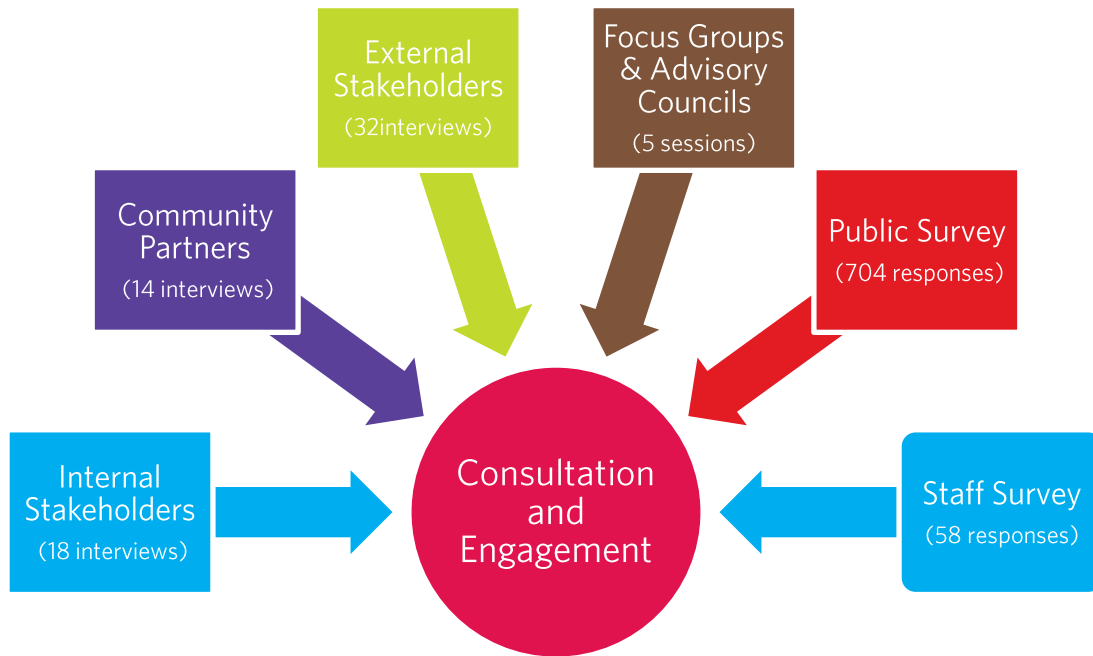 External
Stakeholders
(32interviews)
Focus Groups
& Advisory
Councils
(5 sessions)
Community
Partners
(14 interviews)
Public Survey
(704 responses)
Internal
Stakeholders
(18 interviews)
Consultation
and
Engagement
Staff Survey
(58 responses)